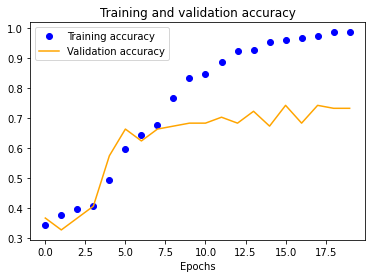 Training and validation accuracy
1.0
0.9
0.8
0.7
0.6
0.5
0.4
0.3
Training accuracy
Validation accuracy
0.0 2.5 5.0 7.5 10.0 12.5 15.0 17.5
Epochs